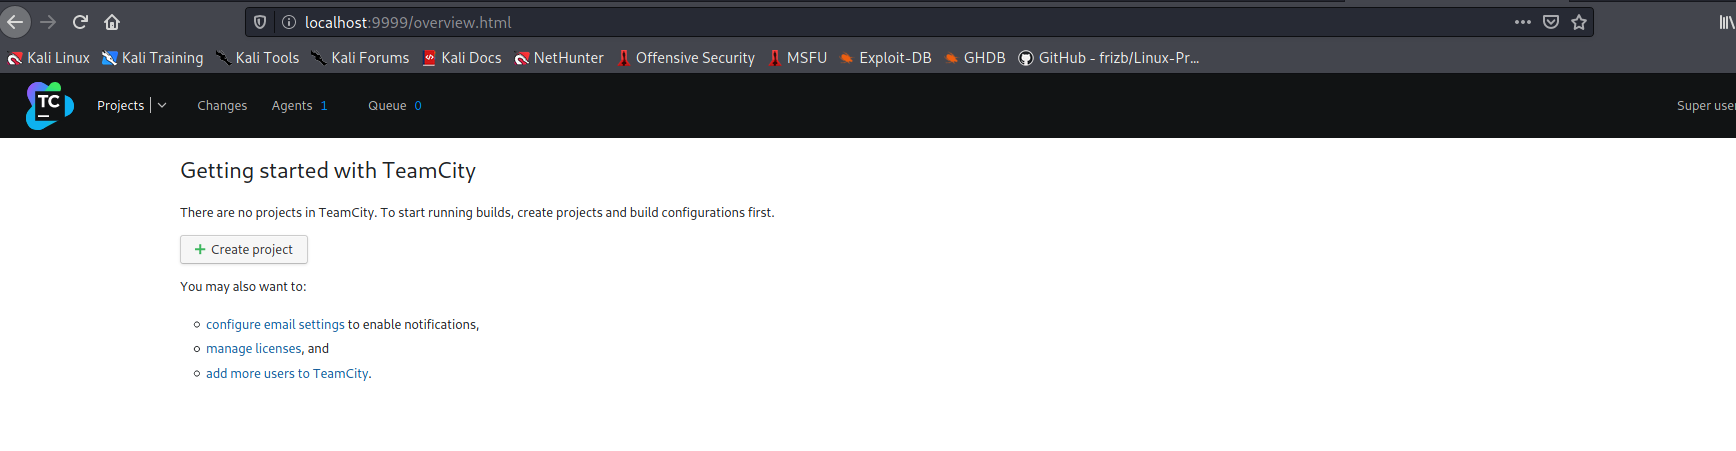 localhost:9999/overview.html
Kali Linux Kali Training Kali Tools Kali Forums Kali Docs NetHunter Offensive Security MSFU Exploit-DB GHDB GitHub - frizb/Linux-Pr...
TC Projects Changes Agents 1 Queue 0 Super user
Getting started with TeamCity
There are no projects in TeamCity. To start running builds, create projects and build configurations first.
+ Create project
You may also want to:
configure email settings to enable notifications,
manage licenses, and
add more users to TeamCity.